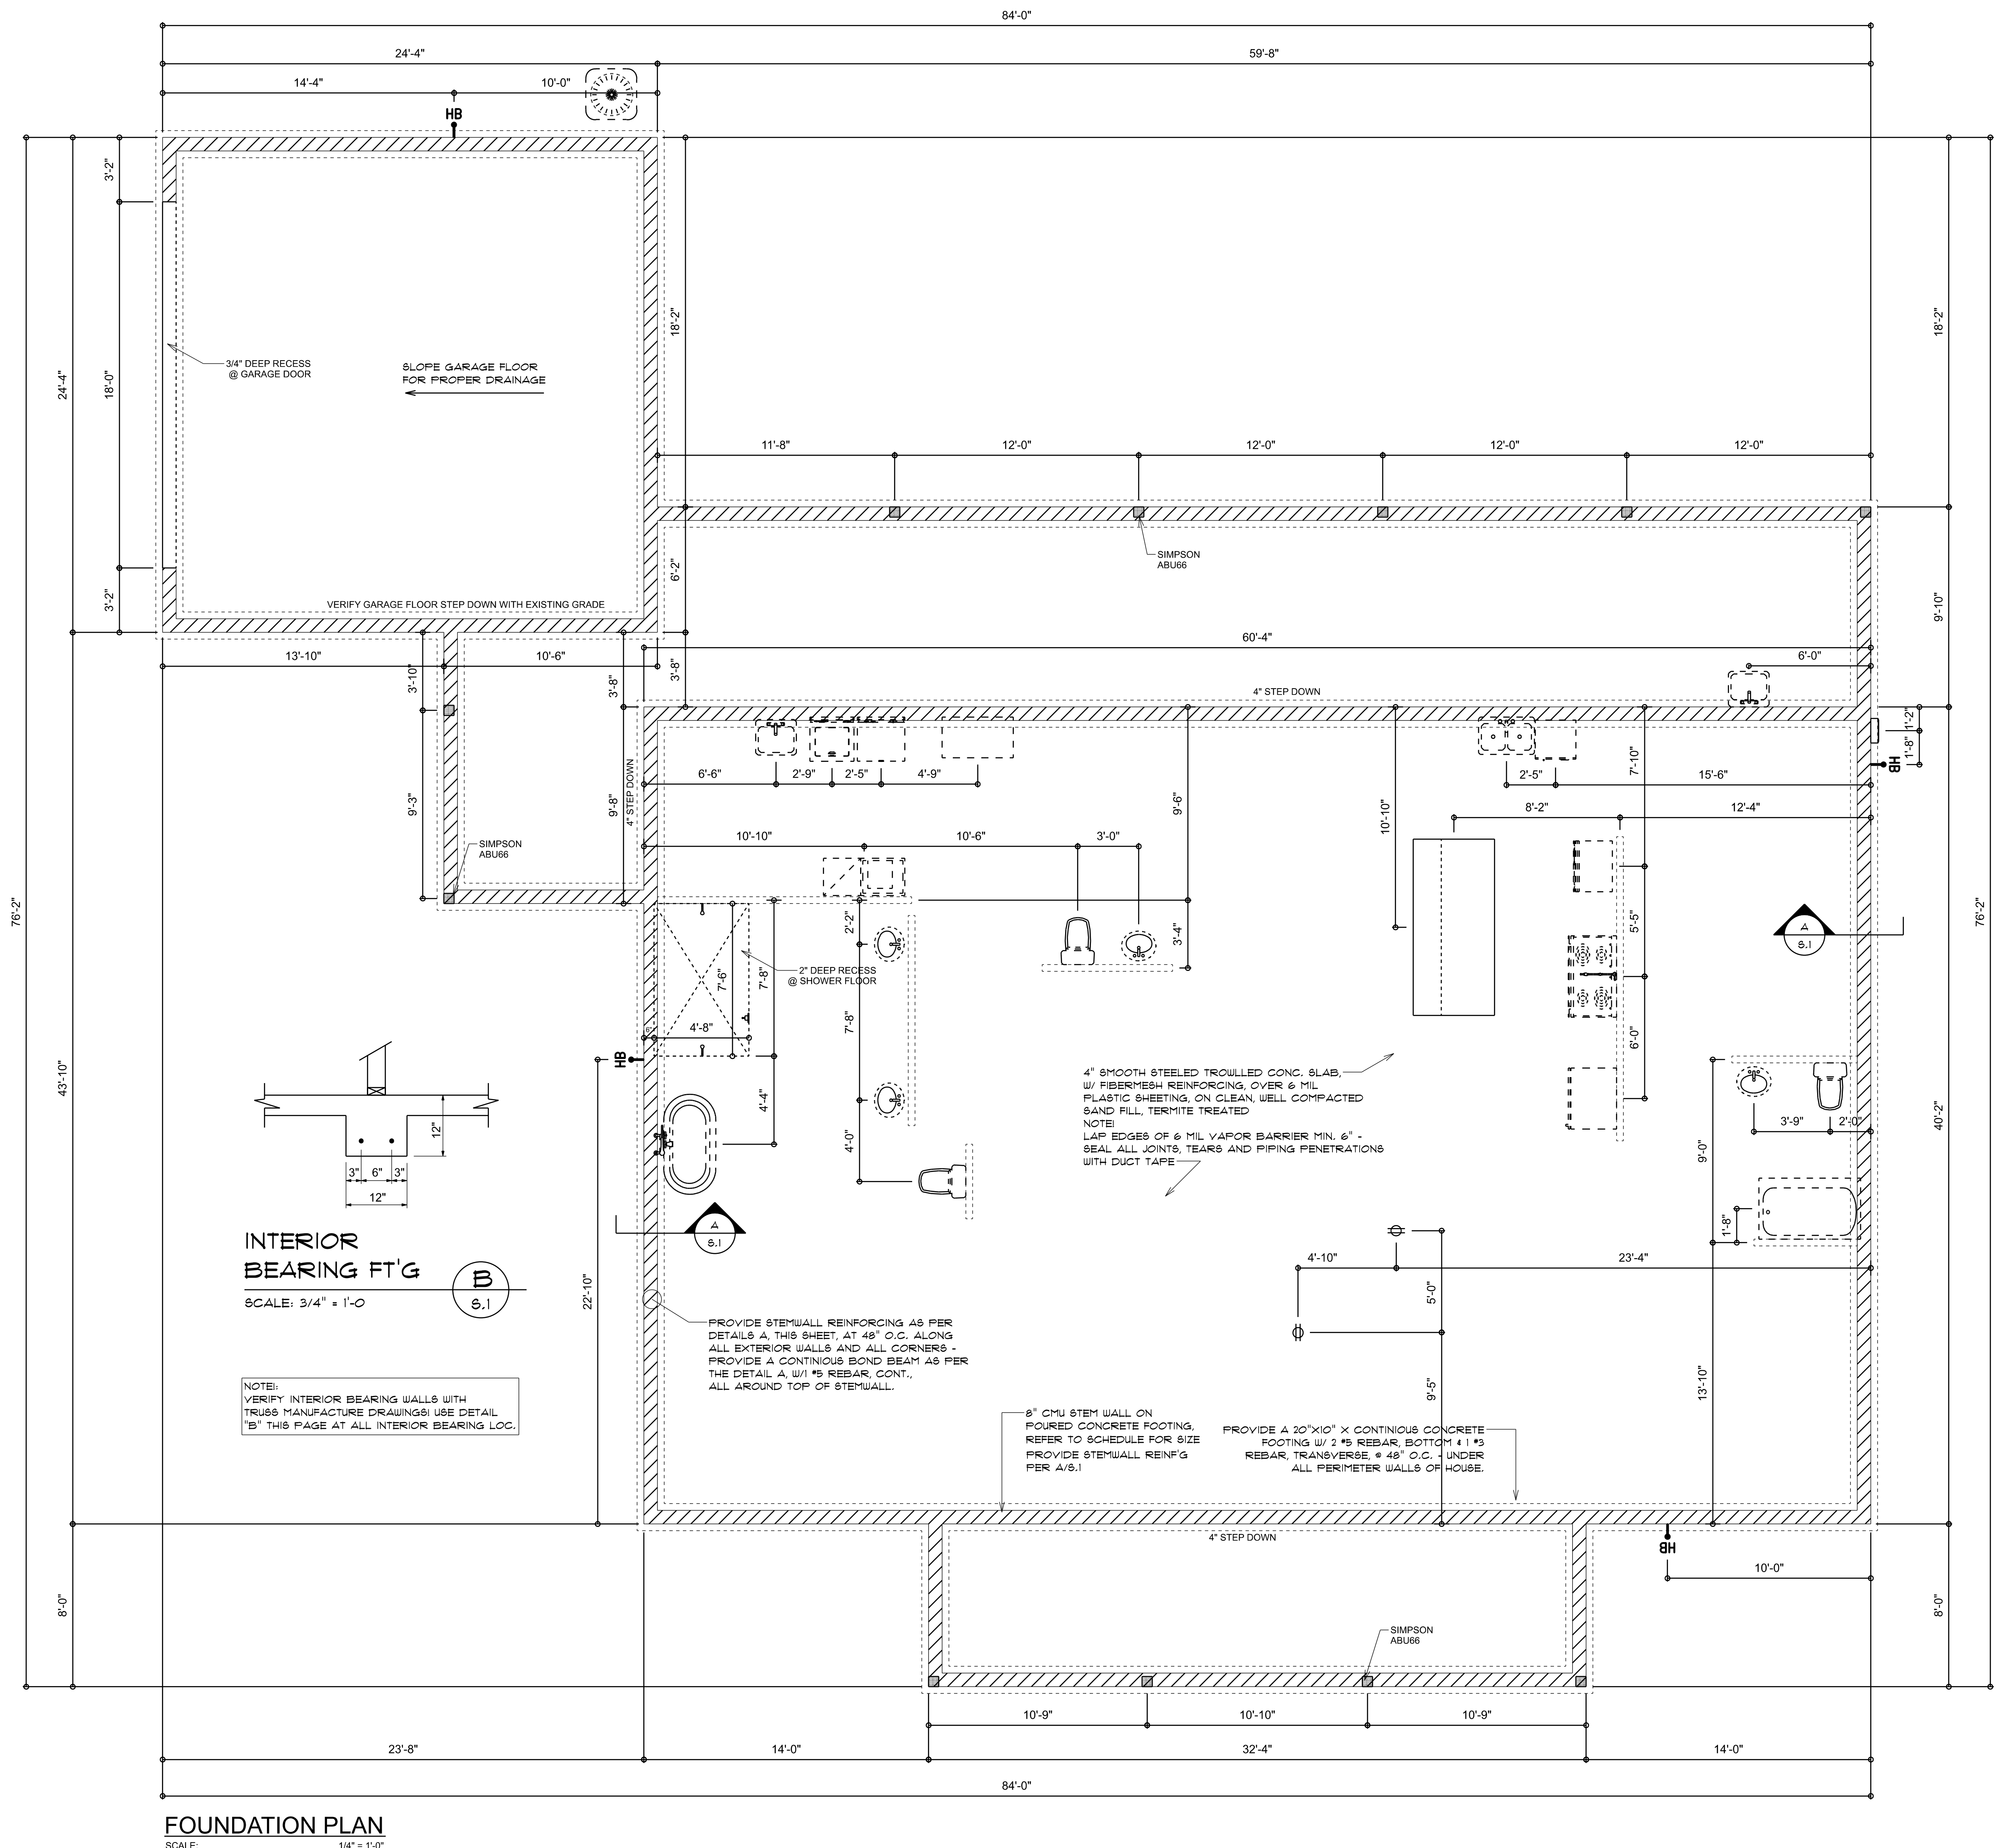 84'-0"
24'-4"
59'-8"
14'-4"
10'-0"
HB
3'-2"
18'-0"
3'-2"
24'-4"
76'-2"
43'-10"
8'-0"
18'-2"
6'-2"
3'-8"
18'-2"
9'-10"
76'-2"
40'-2"
8'-0"
3/4" DEEP RECESS
@ GARAGE DOOR
SLOPE GARAGE FLOOR
FOR PROPER DRAINAGE
VERIFY GARAGE FLOOR STEP DOWN WITH EXISTING GRADE
11'-8"
12'-0"
12'-0"
12'-0"
12'-0"
SIMPSON
ABU66
60'-4"
6'-0"
4" STEP DOWN
13'-10"
10'-6"
3'-10"
9'-3"
3'-8"
9'-8"
4" STEP DOWN
SIMPSON
ABU66
6'-6"
2'-9"
2'-5"
4'-9"
9'-6"
10'-10"
2'-5"
7'-10"
15'-6"
1'-2"
1'-8"
HB
8'-2"
12'-4"
10'-10"
10'-6"
3'-0"
3'-4"
2'-2"
5'-5"
6'-0"
A
S.1
2" DEEP RECESS
@ SHOWER FLOOR
7'-6"
7'-8"
6"
4'-8"
7'-8"
4'-4"
4'-0"
HB
22'-10"
4" SMOOTH STEELED TROWLLED CONC. SLAB,
W/ FIBERMESH REINFORCING, OVER 6 MIL
PLASTIC SHEETING, ON CLEAN, WELL COMPACTED
SAND FILL, TERMITE TREATED
NOTE!
LAP EDGES OF 6 MIL VAPOR BARRIER MIN. 6" -
SEAL ALL JOINTS, TEARS AND PIPING PENETRATIONS
WITH DUCT TAPE
3'-9"
2'-0"
9'-0"
1'-8"
13'-10"
A
S.1
4'-10"
23'-4"
5'-0"
9'-5"
12"
3"
6"
3"
12"
INTERIOR
BEARING FT'G
B
S.1
SCALE: 3/4" = 1'-0
NOTE!:
VERIFY INTERIOR BEARING WALLS WITH
TRUSS MANUFACTURE DRAWINGS! USE DETAIL
"B" THIS PAGE AT ALL INTERIOR BEARING LOC.
PROVIDE STEMWALL REINFORCING AS PER
DETAILS A, THIS SHEET, AT 48" O.C. ALONG
ALL EXTERIOR WALLS AND ALL CORNERS -
PROVIDE A CONTINIOUS BOND BEAM AS PER
THE DETAIL A, W/1 #5 REBAR, CONT.,
ALL AROUND TOP OF STEMWALL.
8" CMU STEM WALL ON
POURED CONCRETE FOOTING,
REFER TO SCHEDULE FOR SIZE
PROVIDE STEMWALL REINF'G
PER A/S.1
PROVIDE A 20"X10" X CONTINIOUS CONCRETE
FOOTING W/ 2 #5 REBAR, BOTTOM & 1 #3
REBAR, TRANSVERSE, @ 48" O.C. - UNDER
ALL PERIMETER WALLS OF HOUSE.
4" STEP DOWN
HB
10'-0"
SIMPSON
ABU66
10'-9"
10'-10"
10'-9"
23'-8"
14'-0"
32'-4"
14'-0"
84'-0"
FOUNDATION PLAN
SCALE: 1/4" = 1'-0"